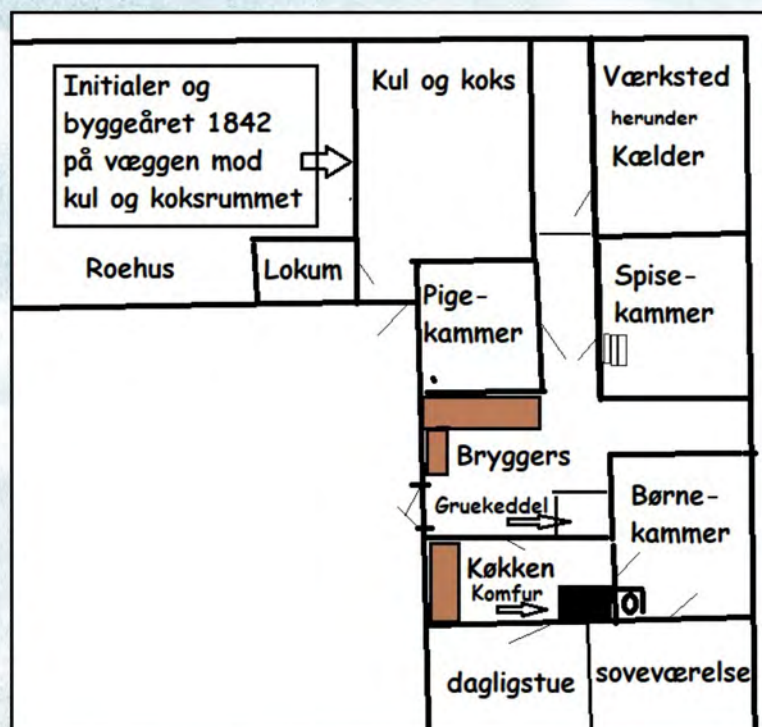 Initialer og
byggeåret 1842
på væggen mod
kul og koksrummet
Kul og koks
Værksted
herunder
Kælder
Roehus
Lokum
Pige-
kammer
Spise-
kammer
Bryggers
Gruekeddel
Børne-
kammer
Køkken
Komfur
dagligstue
soveværelse